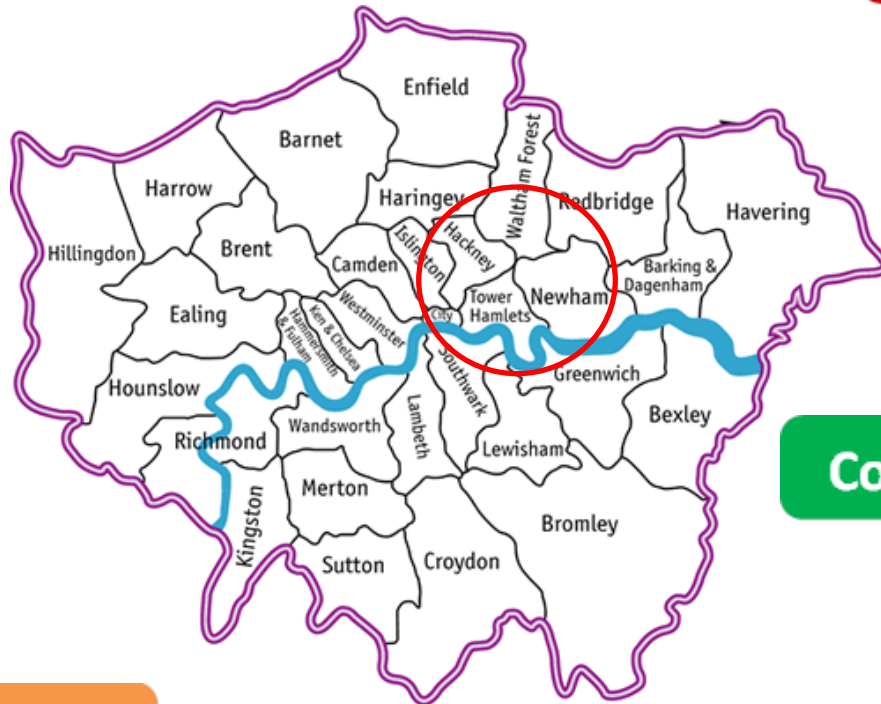 Enfield
Barnet
Waltham Forest
Harrow
Haringey
Redbridge
Havering
Hillingdon
Brent
Camden
Islington
Hackney
Barking &
Dagenham
Ealing
Hammersmith
& Fulham
Ken & Chelsea
Westminster
City
Tower
Hamlets
Newham
Hounslow
Southwark
Greenwich
Richmond
Wandsworth
Lambeth
Lewisham
Bexley
Kingston
Merton
Bromley
Sutton
Croydon
Co